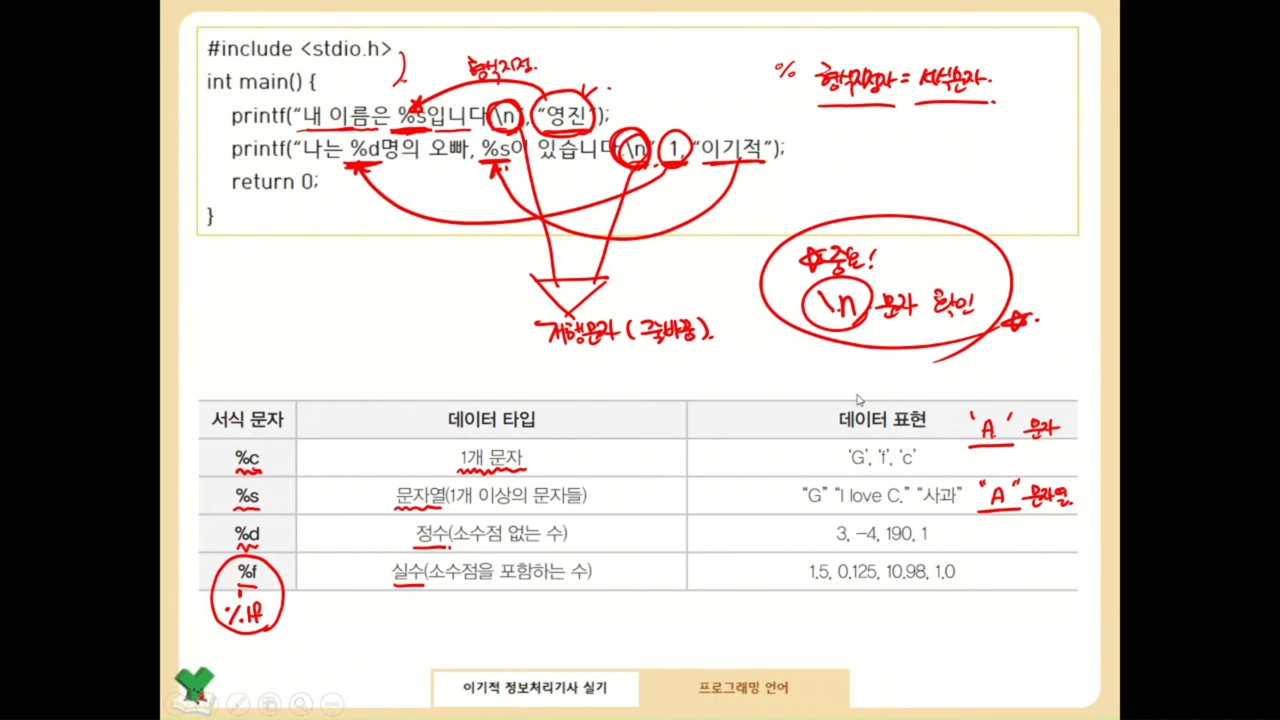 #include <stdio.h>
int main() {
형식지정.
% 형식지정자 = 서식문자.
printf("내 이름은 %s입니다.\n", "영진");
printf("나는 %d명의 오빠, %s이 있습니다.\n", 1, "이기적");
return 0;
}
중요!
\n 문자 확인
개행문자 (줄바꿈).
서식 문자 데이터 타입 데이터 표현 'A' 문자
%c 1개 문자 'G', 'c'
%s 문자열(1개 이상의 문자들) "G" "I love C." "사과" "A" 문자열.
%d 정수(소수점 없는 수) 3, -4, 190, 1
%f 실수(소수점을 포함하는 수) 1.5, 0.125, 10.98, 1.0
%lf
이기적 정보처리기사 실기 프로그래밍 언어